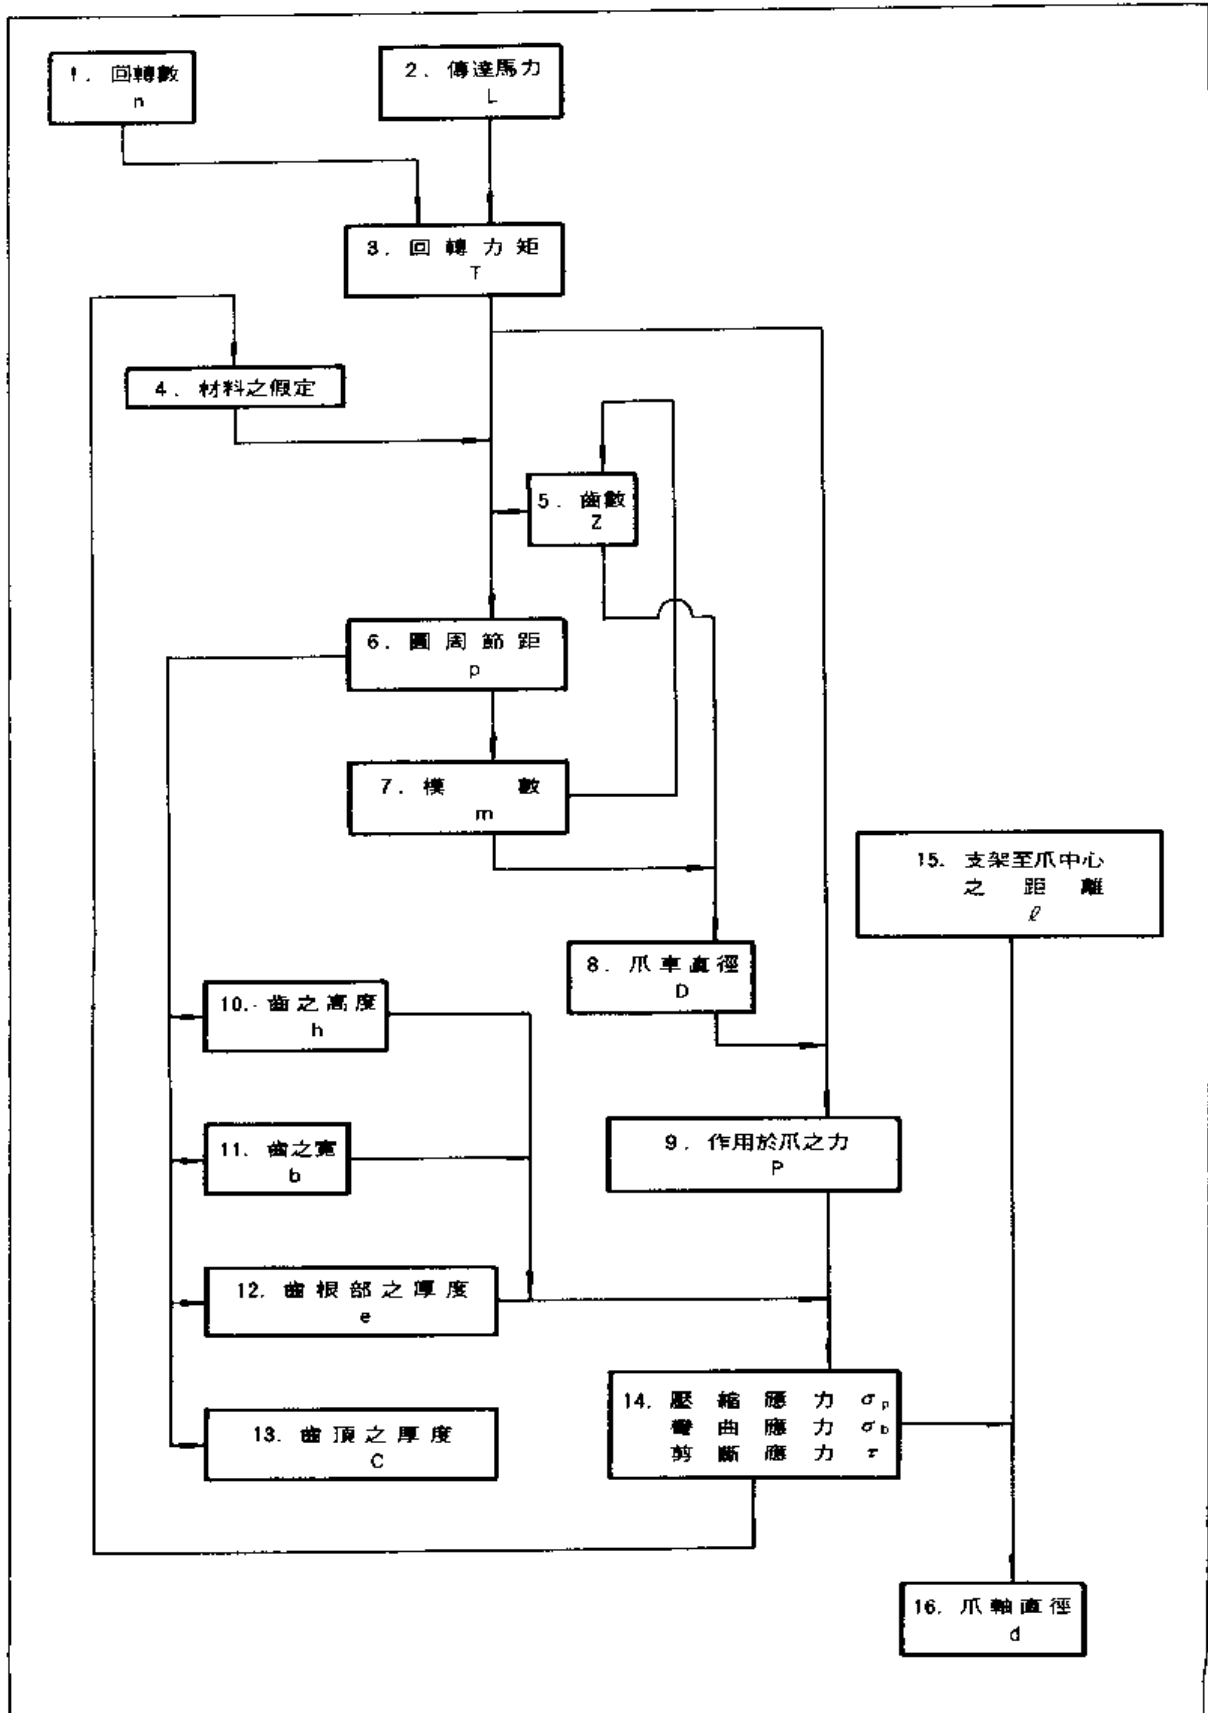 1. 回轉數
n
2. 傳達馬力
L
3. 回轉力矩
T
4. 材料之假定
5. 齒數
Z
6. 圓周節距
p
7. 模數
m
15. 支架至爪中心
之距離
ℓ
8. 爪車直徑
D
10. 齒之高度
h
9. 作用於爪之力
P
11. 齒之寬
b
12. 齒根部之厚度
e
14. 壓縮應力 σp
彎曲應力 σb
剪斷應力 τ
13. 齒頂之厚度
C
16. 爪軸直徑
d